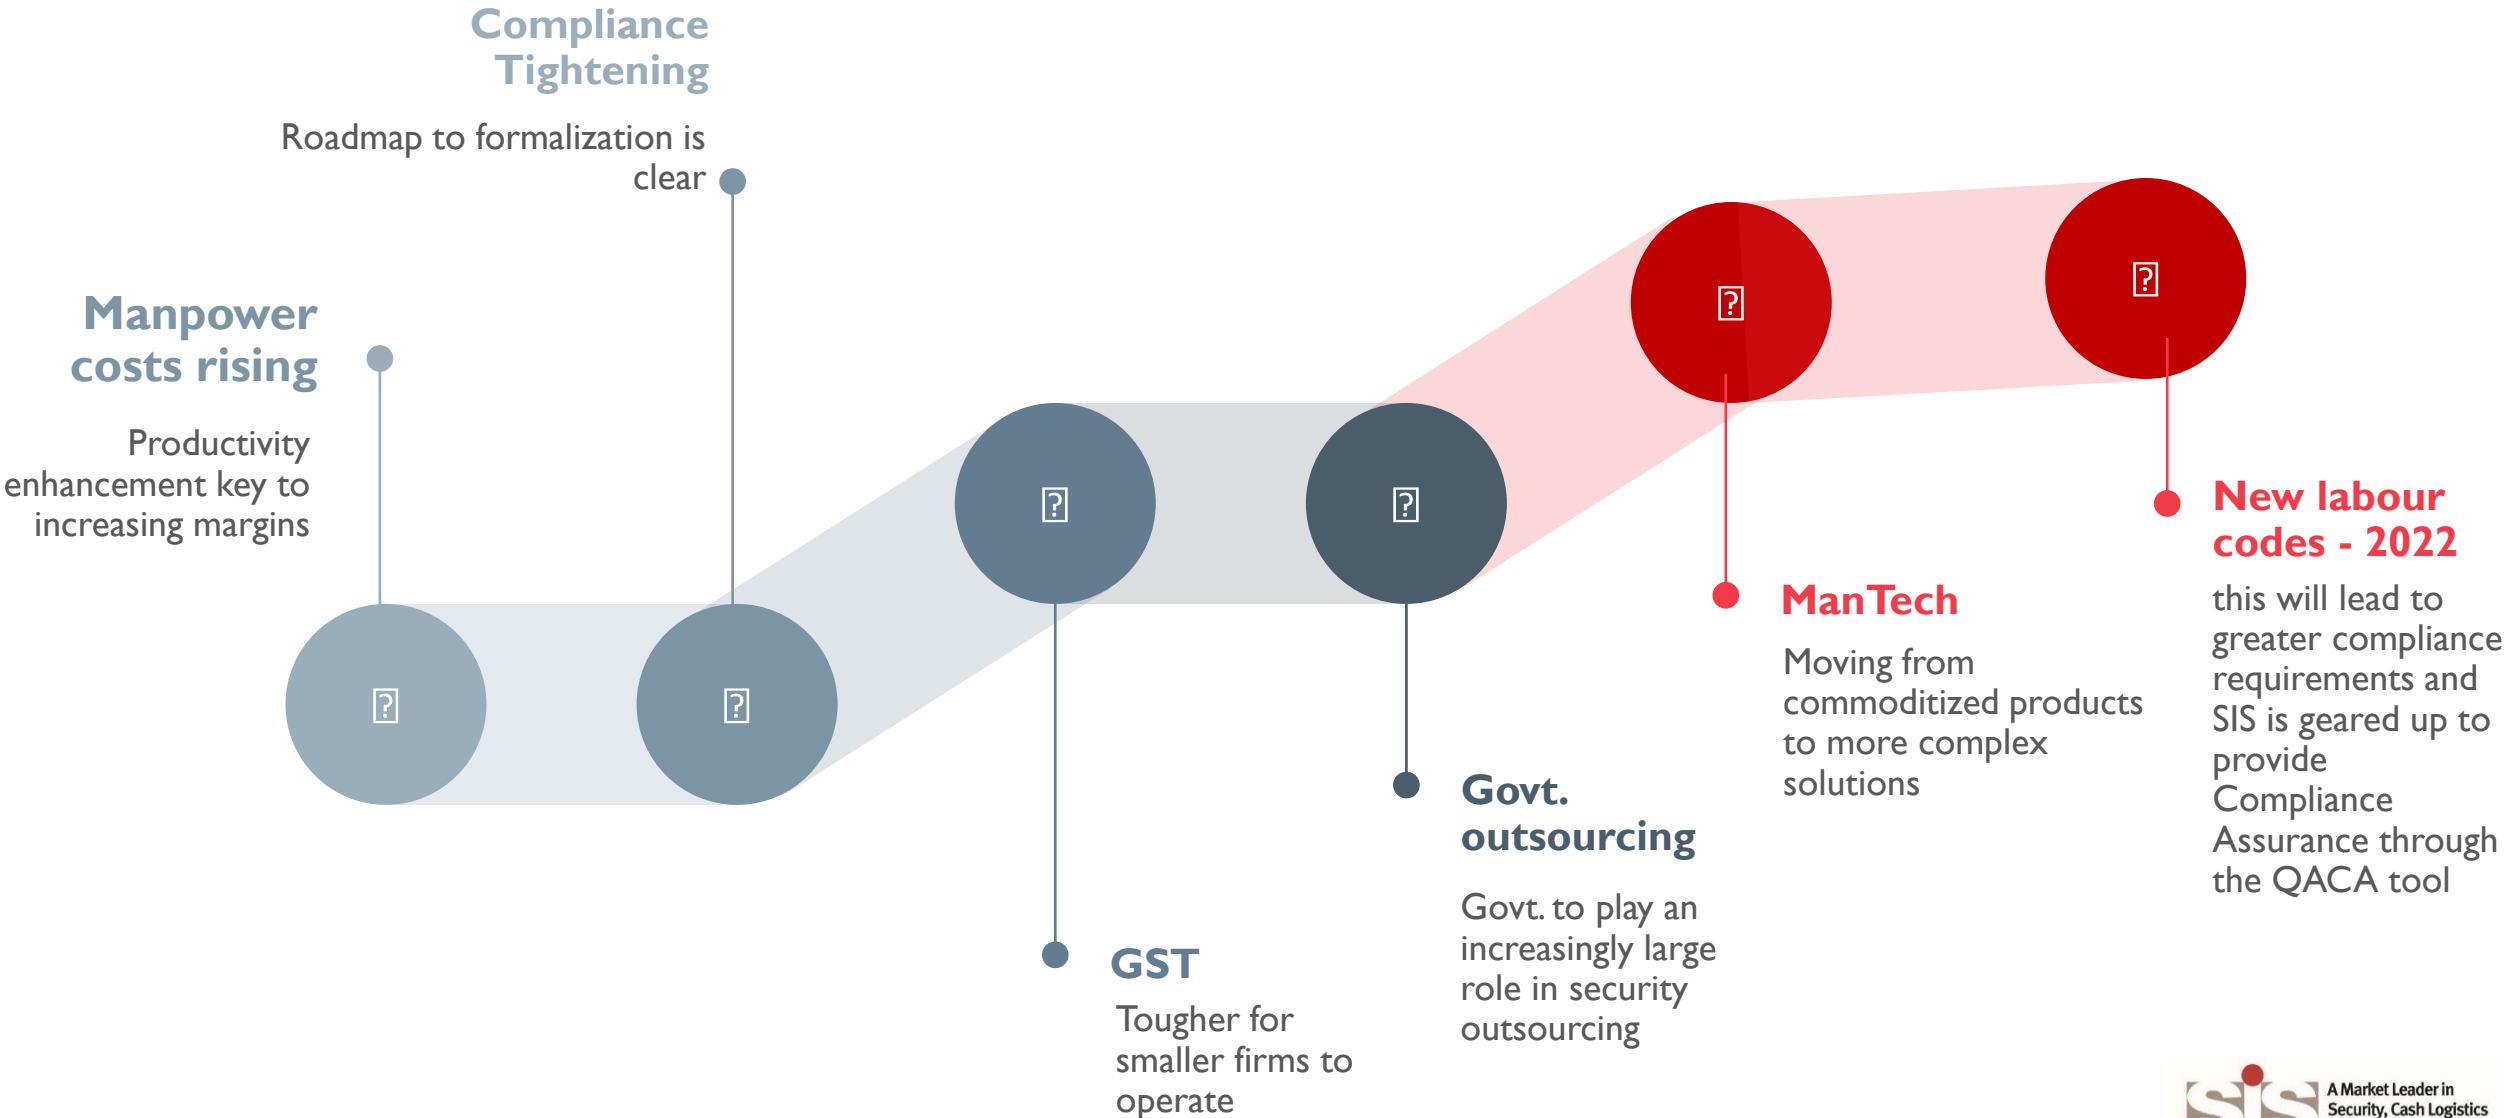 Compliance
Tightening
Roadmap to formalization is
clear
Manpower
costs rising
Productivity
enhancement key to
increasing margins
GST
Tougher for
smaller firms to
operate
Govt.
outsourcing
Govt. to play an
increasingly large
role in security
outsourcing
ManTech
Moving from
commoditized products
to more complex
solutions
New labour
codes - 2022
this will lead to
greater compliance
requirements and
SIS is geared up to
provide
Compliance
Assurance through
the QACA tool
sis
A Market Leader in
Security, Cash Logistics